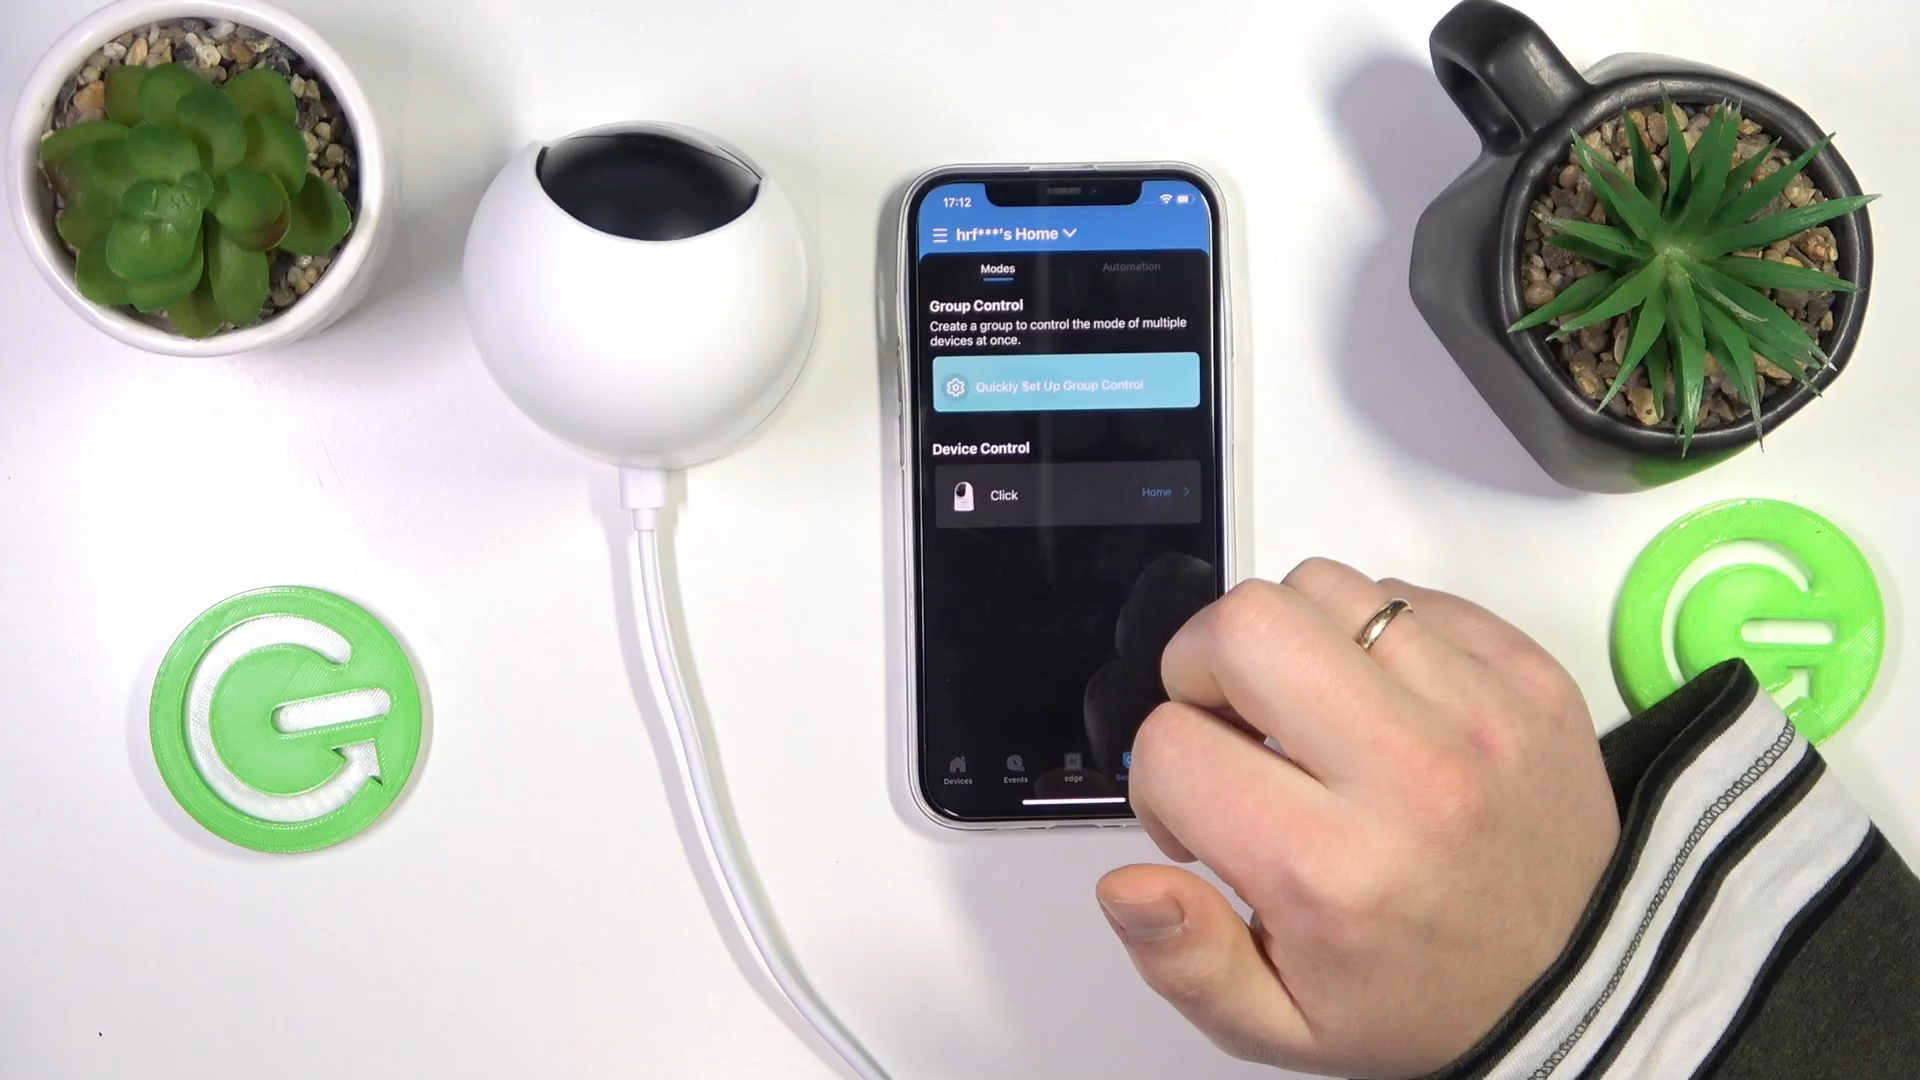 17:12
hrf***'s Home
Modes
Automation
Group Control
Create a group to control the mode of multiple
devices at once.
Quickly Set Up Group Control
Device Control
Click
Home
Devices
Events
edge